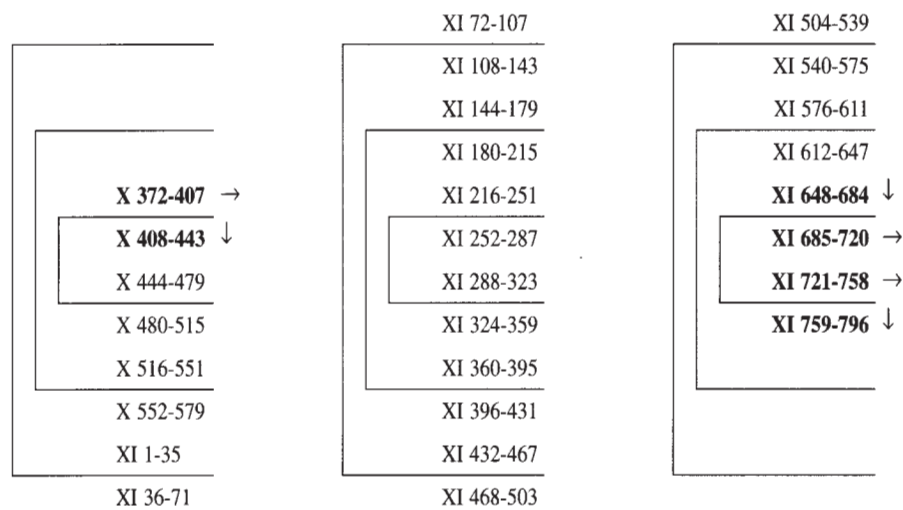 X 372-407 →
X 408-443 ↓
X 444-479
X 480-515
X 516-551
X 552-579
XI 1-35
XI 36-71
XI 72-107
XI 108-143
XI 144-179
XI 180-215
XI 216-251
XI 252-287
XI 288-323
XI 324-359
XI 360-395
XI 396-431
XI 432-467
XI 468-503
XI 504-539
XI 540-575
XI 576-611
XI 612-647
XI 648-684 ↓
XI 685-720 →
XI 721-758 →
XI 759-796 ↓